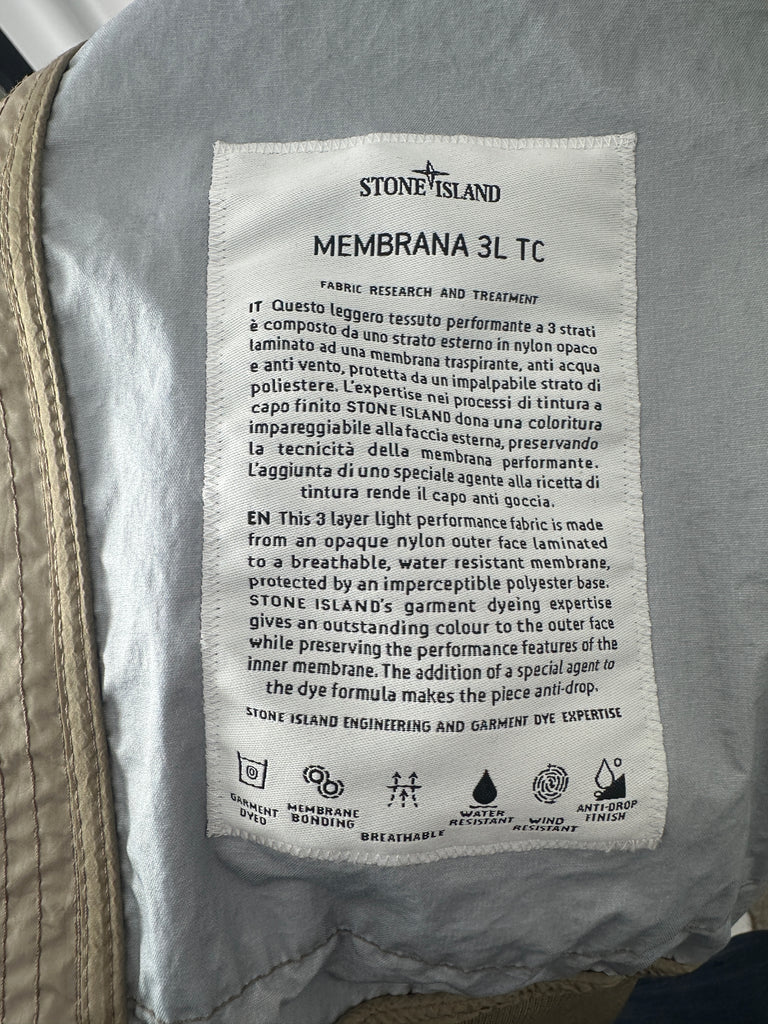 STONE ISLAND
MEMBRANA 3L TC
FABRIC RESEARCH AND TREATMENT
IT Questo leggero tessuto performante a 3 strati
è composto da uno strato esterno in nylon opaco
laminato ad una membrana traspirante, anti acqua
e anti vento, protetta da un impalpabile strato di
poliestere. L'expertise nei processi di tintura a
capo finito STONE ISLAND dona una coloritura
impareggiabile alla faccia esterna, preservando
la tecnicità della membrana performante.
L'aggiunta di uno speciale agente alla ricetta di
tintura rende il capo anti goccia.
EN This 3 layer light performance fabric is made
from an opaque nylon outer face laminated
to a breathable, water resistant membrane,
protected by an imperceptible polyester base.
STONE ISLAND's garment dyeing expertise
gives an outstanding colour to the outer face
while preserving the performance features of the
inner membrane. The addition of a special agent to
the dye formula makes the piece anti-drop.
STONE ISLAND ENGINEERING AND GARMENT DYE EXPERTISE
GARMENT
DYED
MEMBRANE
BONDING
BREATHABLE
WATER
RESISTANT
WIND
RESISTANT
ANTI-DROP
FINISH